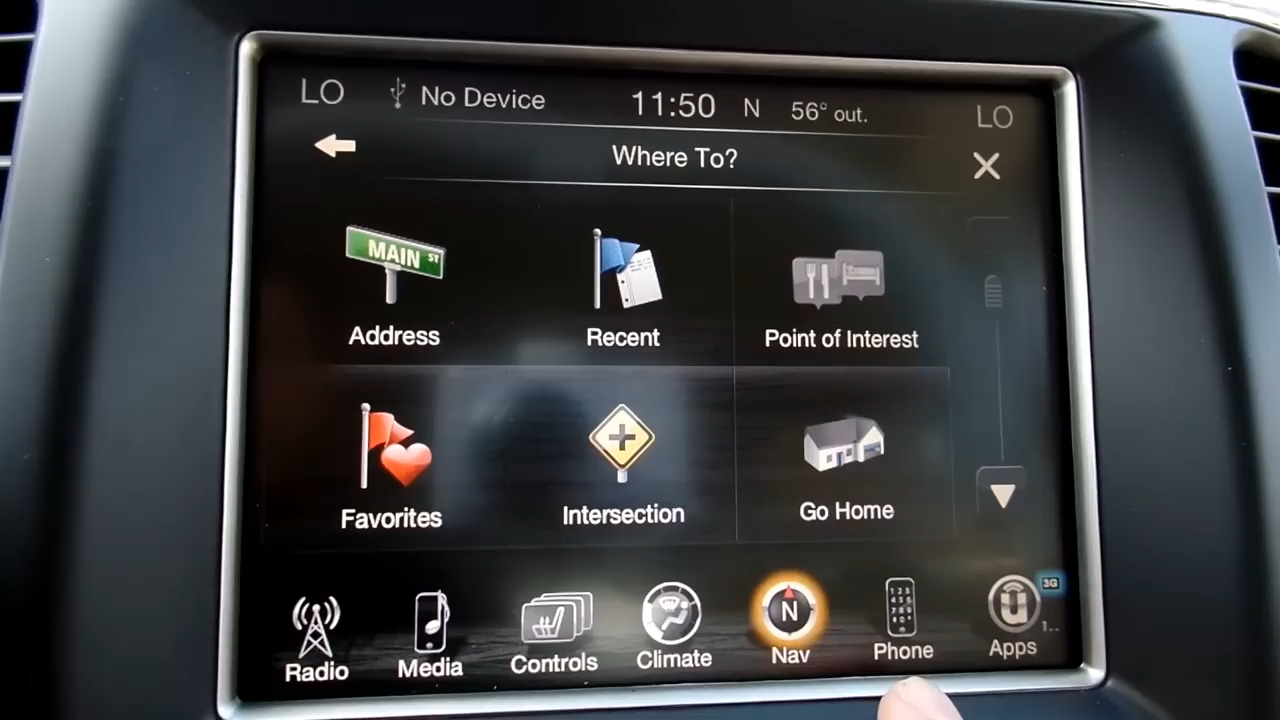 LO No Device 11:50 N 56° out. LO
Where To?
MAIN ST
Address Recent Point of Interest
Favorites Intersection Go Home
N
3G
1..
Radio Media Controls Climate Nav Phone Apps